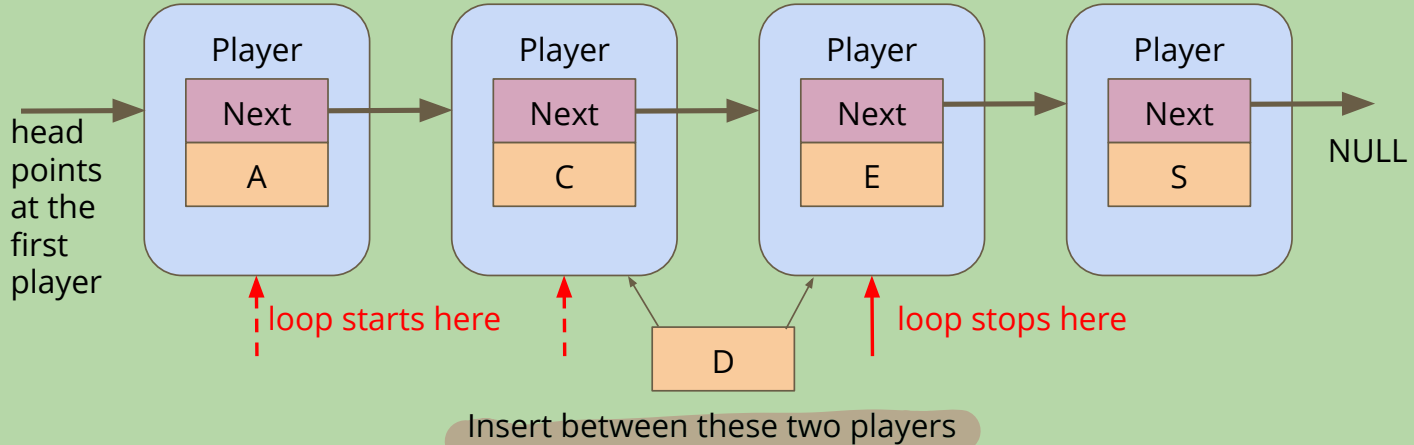 Player
Player
Player
Player
Next
Next
Next
Next
A
C
E
S
head
points
at the
first
player
NULL
loop starts here
loop stops here
D
Insert between these two players